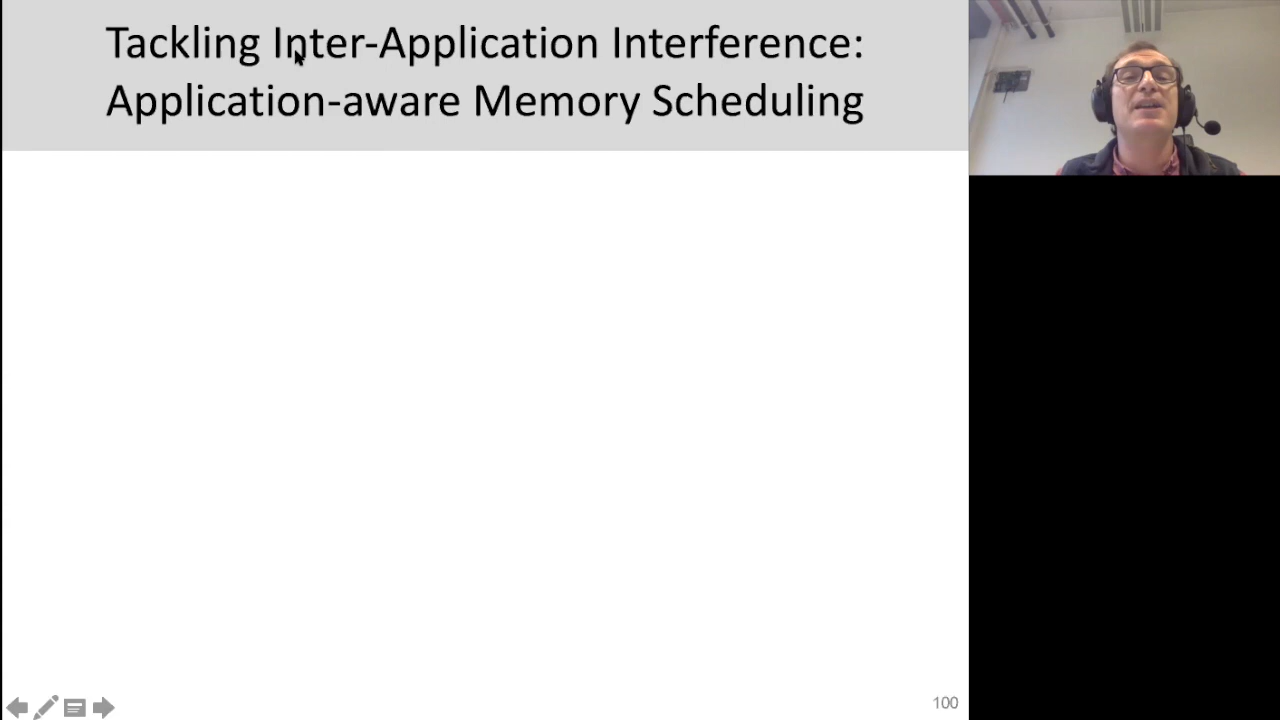 Tackling Inter-Application Interference:
Application-aware Memory Scheduling
100